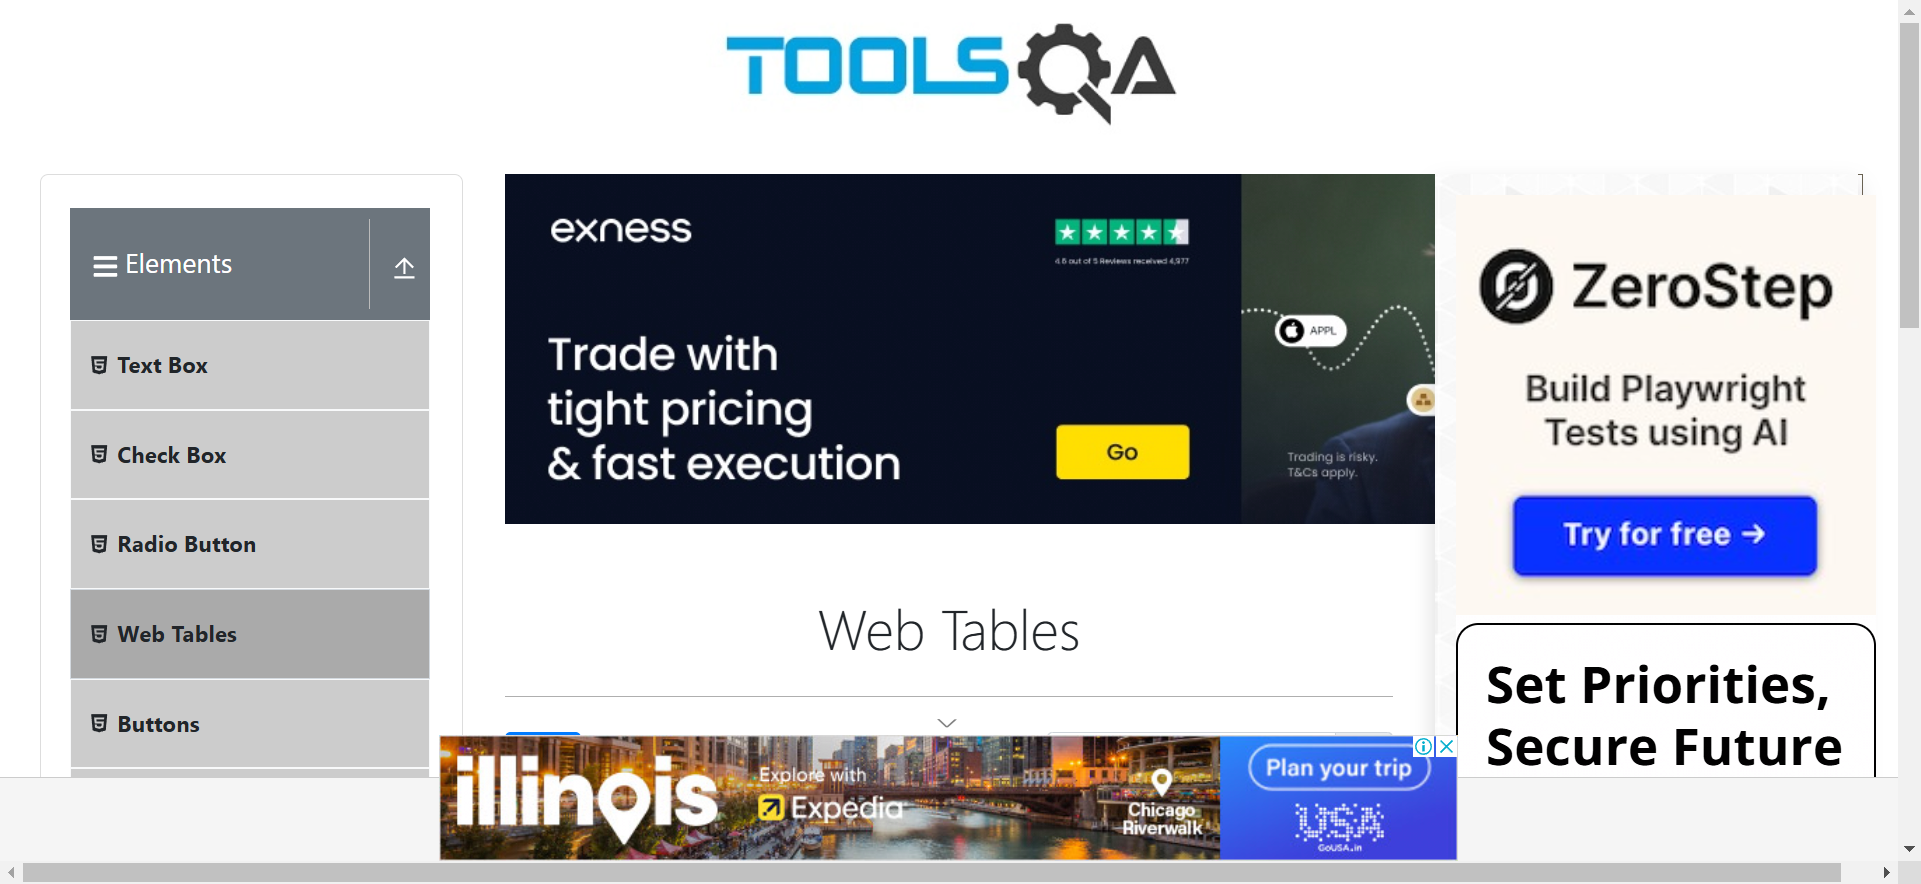 TOOLSQA
Elements
Text Box
Check Box
Radio Button
Web Tables
Buttons
exness
4.6 out of 5 Reviews received 4,977
Trade with
tight pricing
& fast execution
Go
APPL
Trading is risky.
T&Cs apply.
Web Tables
ZeroStep
Build Playwright
Tests using AI
Try for free →
Set Priorities,
Secure Future
illinois
Explore with
Expedia
Chicago
Riverwalk
Plan your trip
USA
GoUSA.in